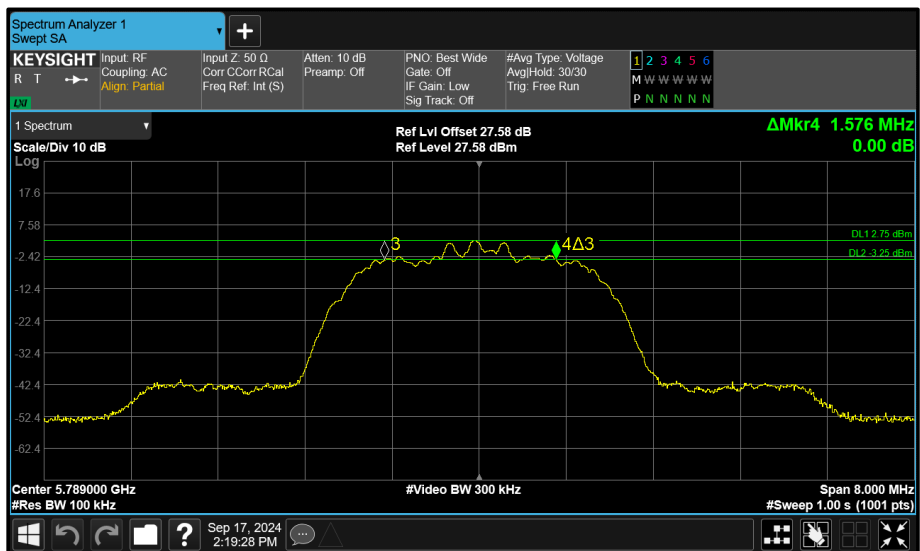 Spectrum Analyzer 1
Swept SA
KEYSIGHT
R T
LXI
Input: RF
Coupling: AC
Align: Partial
Input Z: 50 Ω
Corr CCorr RCal
Freq Ref: Int (S)
Atten: 10 dB
Preamp: Off
PNO: Best Wide
Gate: Off
IF Gain: Low
Sig Track: Off
#Avg Type: Voltage
Avg|Hold: 30/30
Trig: Free Run
1 2 3 4 5 6
M W W W W W
P N N N N N
1 Spectrum
Scale/Div 10 dB
Ref Lvl Offset 27.58 dB
Ref Level 27.58 dBm
ΔMkr4 1.576 MHz
0.00 dB
Log
17.6
7.58
-2.42
-12.4
-22.4
-32.4
-42.4
-52.4
-62.4
3
4Δ3
DL1 2.75 dBm
DL2 -3.25 dBm
Center 5.789000 GHz
#Res BW 100 kHz
#Video BW 300 kHz
Span 8.000 MHz
#Sweep 1.00 s (1001 pts)
?
Sep 17, 2024
2:19:28 PM